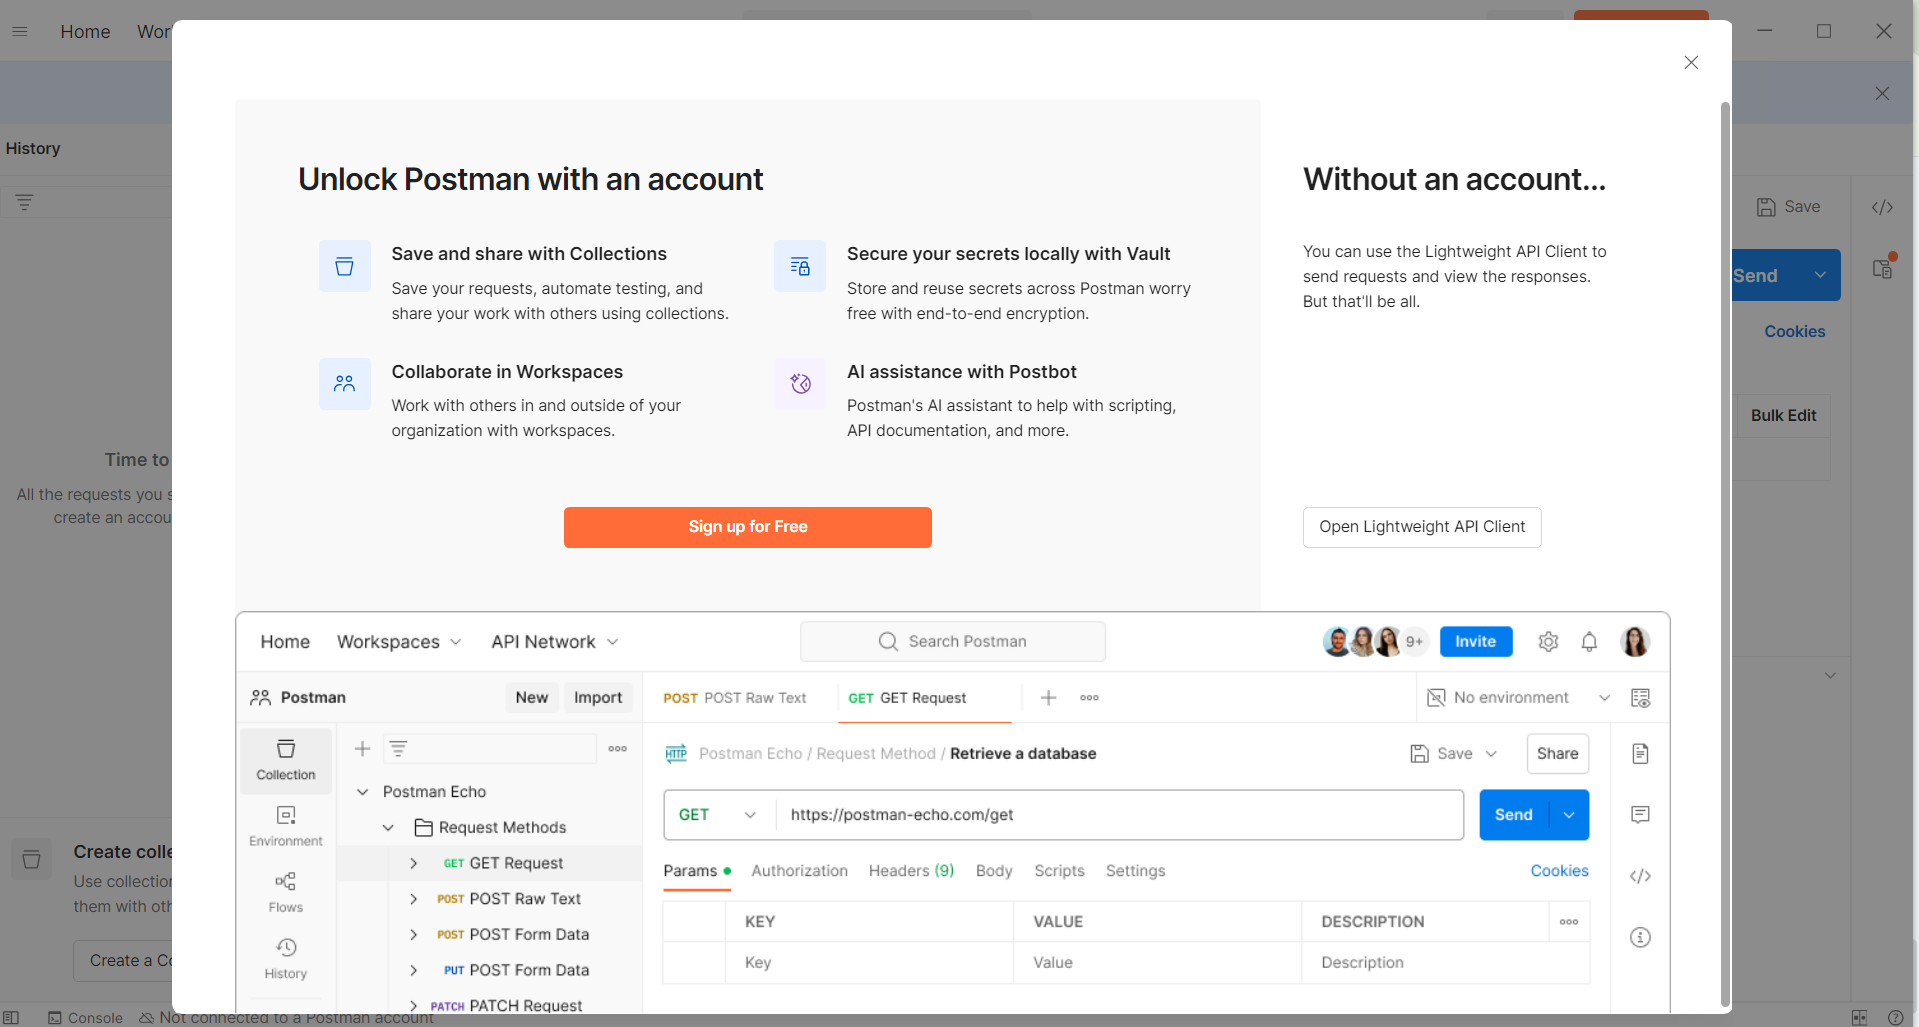 Home
History
Time to
All the requests you
create an accou
Create colle
Use collection
them with oth
Create a Co
Console
Not connected to a Postman account
Unlock Postman with an account
Save and share with Collections
Save your requests, automate testing, and
share your work with others using collections.
Secure your secrets locally with Vault
Store and reuse secrets across Postman worry
free with end-to-end encryption.
Collaborate in Workspaces
Work with others in and outside of your
organization with workspaces.
AI assistance with Postbot
Postman's AI assistant to help with scripting,
API documentation, and more.
Sign up for Free
Without an account...
You can use the Lightweight API Client to
send requests and view the responses.
But that'll be all.
Open Lightweight API Client
Save
Send
Cookies
Bulk Edit
Home Workspaces API Network
Search Postman
9+ Invite
Postman New Import
POST POST Raw Text GET GET Request
No environment
Collection
Environment
Flows
History
Postman Echo
Request Methods
GET GET Request
POST POST Raw Text
POST POST Form Data
PUT POST Form Data
PATCH PATCH Request
HTTP Postman Echo / Request Method / Retrieve a database
Save Share
GET https://postman-echo.com/get Send
Params Authorization Headers (9) Body Scripts Settings Cookies
KEY VALUE DESCRIPTION
Key Value Description